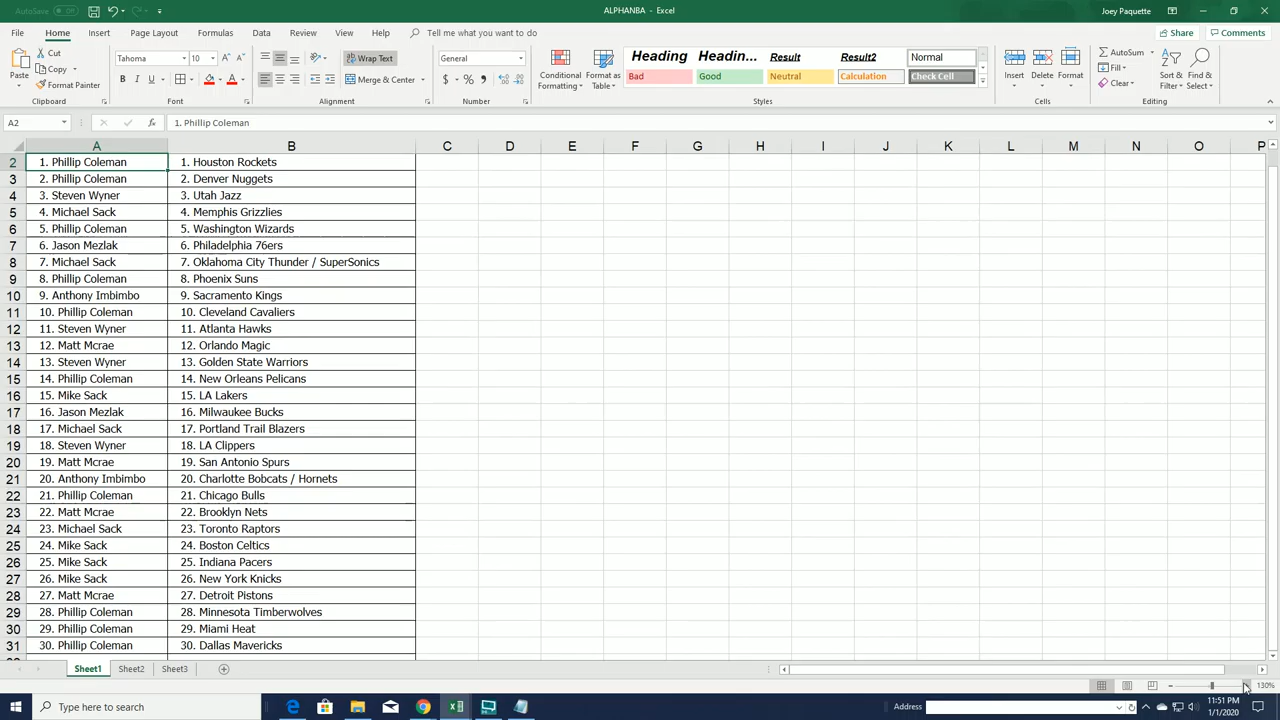 AutoSave Off
ALPHANBA - Excel
Joey Paquette
File Home Insert Page Layout Formulas Data Review View Help Tell me what you want to do Share Comments
Paste Cut Copy Format Painter Clipboard
Tahoma 10 B I U A Font
Wrap Text Merge & Center Alignment
General $ % Number
Conditional Formatting Format as Table
Heading Headin... Result Result2 Normal
Bad Good Neutral Calculation Check Cell
Styles
Insert Delete Format Cells
AutoSum Fill Clear Sort & Filter Find & Select Editing
A2 fx 1. Phillip Coleman
A B C D E F G H I J K L M N O P
2 1. Phillip Coleman 1. Houston Rockets
3 2. Phillip Coleman 2. Denver Nuggets
4 3. Steven Wyner 3. Utah Jazz
5 4. Michael Sack 4. Memphis Grizzlies
6 5. Phillip Coleman 5. Washington Wizards
7 6. Jason Mezlak 6. Philadelphia 76ers
8 7. Michael Sack 7. Oklahoma City Thunder / SuperSonics
9 8. Phillip Coleman 8. Phoenix Suns
10 9. Anthony Imbimbo 9. Sacramento Kings
11 10. Phillip Coleman 10. Cleveland Cavaliers
12 11. Steven Wyner 11. Atlanta Hawks
13 12. Matt Mcrae 12. Orlando Magic
14 13. Steven Wyner 13. Golden State Warriors
15 14. Phillip Coleman 14. New Orleans Pelicans
16 15. Mike Sack 15. LA Lakers
17 16. Jason Mezlak 16. Milwaukee Bucks
18 17. Michael Sack 17. Portland Trail Blazers
19 18. Steven Wyner 18. LA Clippers
20 19. Matt Mcrae 19. San Antonio Spurs
21 20. Anthony Imbimbo 20. Charlotte Bobcats / Hornets
22 21. Phillip Coleman 21. Chicago Bulls
23 22. Matt Mcrae 22. Brooklyn Nets
24 23. Michael Sack 23. Toronto Raptors
25 24. Mike Sack 24. Boston Celtics
26 25. Mike Sack 25. Indiana Pacers
27 26. Mike Sack 26. New York Knicks
28 27. Matt Mcrae 27. Detroit Pistons
29 28. Phillip Coleman 28. Minnesota Timberwolves
30 29. Phillip Coleman 29. Miami Heat
31 30. Phillip Coleman 30. Dallas Mavericks
Sheet1 Sheet2 Sheet3
130%
Type here to search
Address
11:51 PM
1/1/2020